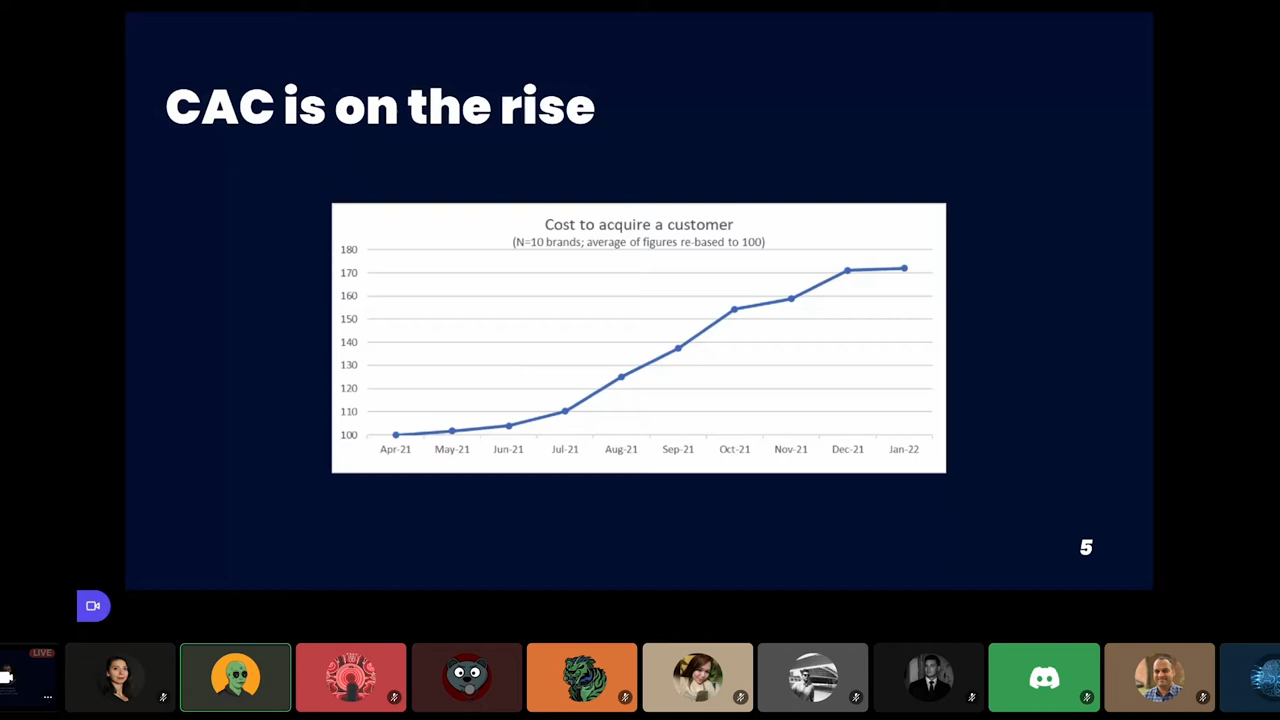 CAC is on the rise
Cost to acquire a customer
(N=10 brands; average of figures re-based to 100)
180
170
160
150
140
130
120
110
100
Apr-21 May-21 Jun-21 Jul-21 Aug-21 Sep-21 Oct-21 Nov-21 Dec-21 Jan-22
5
LIVE